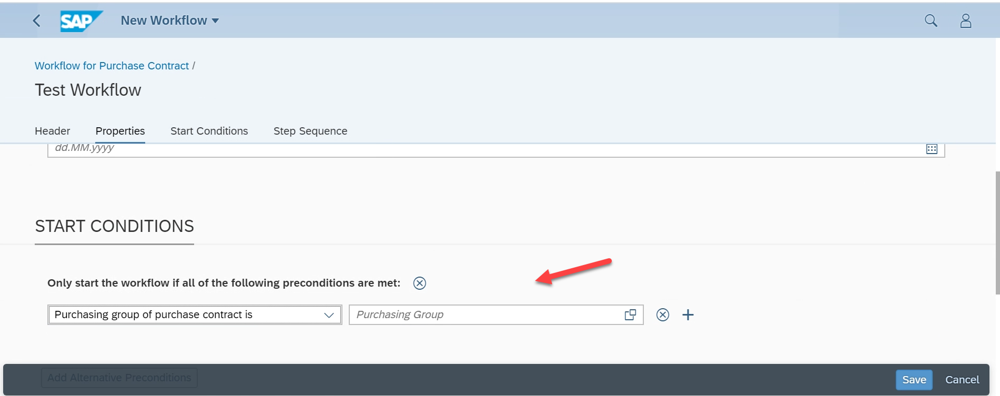 SAP New Workflow
Workflow for Purchase Contract /
Test Workflow
Header Properties Start Conditions Step Sequence
dd.MM.yyyy
START CONDITIONS
Only start the workflow if all of the following preconditions are met:
Purchasing group of purchase contract is Purchasing Group
Add Alternative Preconditions Save Cancel